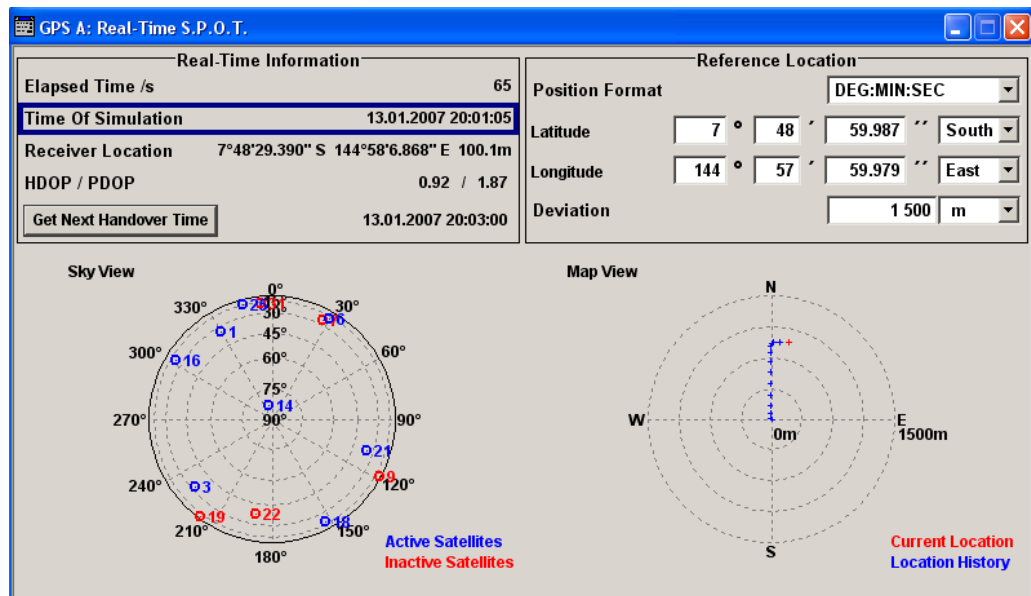 GPS A: Real-Time S.P.O.T.
Real-Time Information
Elapsed Time /s 65
Time Of Simulation 13.01.2007 20:01:05
Receiver Location 7°48'29.390" S 144°58'6.868" E 100.1m
HDOP / PDOP 0.92 / 1.87
Get Next Handover Time 13.01.2007 20:03:00
Reference Location
Position Format DEG:MIN:SEC
Latitude 7 ° 48 ′ 59.987 ′′ South
Longitude 144 ° 57 ′ 59.979 ′′ East
Deviation 1 500 m
Sky View
0°
330° 25 31 30° 6
30°
1 45°
300° 16 60° 60°
75°
14
270° 90° 90°
21
240° 3 9 120°
19 22 18
210° 150°
180°
Active Satellites
Inactive Satellites
Map View
N
W E
0m 1500m
S
Current Location
Location History